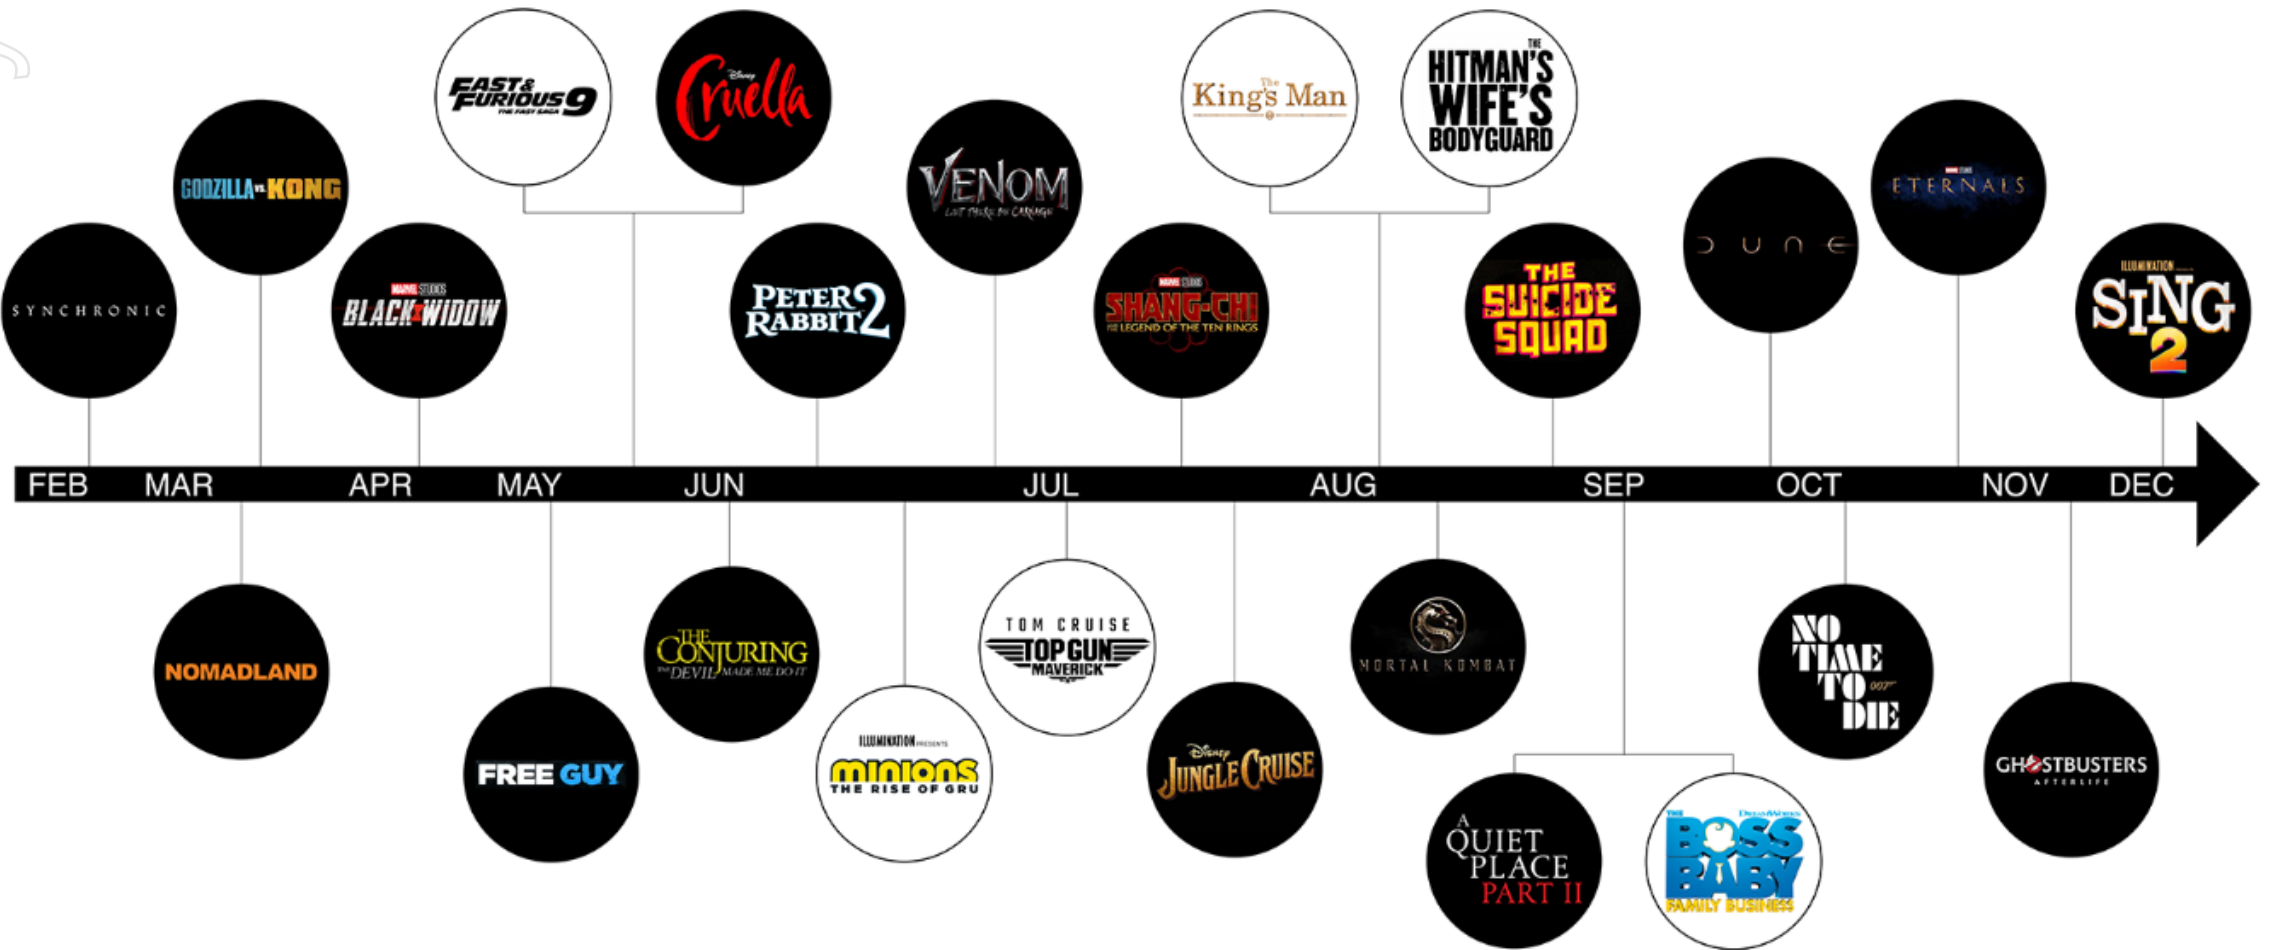 FAST&
FURIOUS 9
THE FAST SAGA
Disney
Cruella
The
King's Man
THE
HITMAN'S
WIFE'S
BODYGUARD
GODZILLA VS. KONG
VENOM
LET THERE BE CARNAGE
MARVEL STUDIOS
ETERNALS
SYNCHRONIC
MARVEL STUDIOS
BLACK WIDOW
PETER
RABBIT 2
MARVEL STUDIOS
SHANG-CHI
AND THE LEGEND OF THE TEN RINGS
THE
SUICIDE
SQUAD
DUNE
ILLUMINATION
SING
2
FEB MAR APR MAY JUN JUL AUG SEP OCT NOV DEC
NOMADLAND
FREE GUY
THE
CONJURING
THE DEVIL MADE ME DO IT
ILLUMINATION PRESENTS
MINIONS
THE RISE OF GRU
TOM CRUISE
TOP GUN
MAVERICK
Disney
JUNGLE CRUISE
MORTAL KOMBAT
A
QUIET
PLACE
PART II
THE DREAMWORKS
BOSS
BABY
FAMILY BUSINESS
NO
TIME
TO 007
DIE
GHOSTBUSTERS
AFTERLIFE